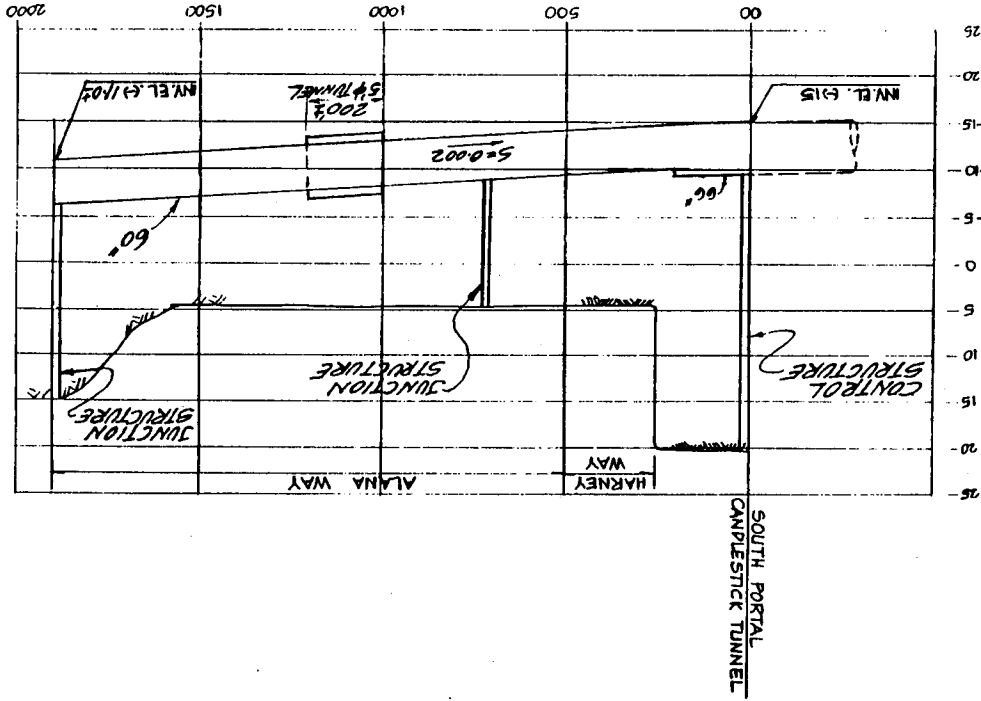 SOUTH PORTAL
CANDLESTICK TUNNEL
HARNEY
WAY
ALANA WAY
25
20
15
10
5
0
-5
-10
-15
20
25
CONTROL
STRUCTURE
JUNCTION
STRUCTURE
JUNCTION
STRUCTURE
66"
60"
S=0.002
200'±
5'φ TUNNEL
INV. EL. (-)15
INV. EL. (-)11.0±
00
500
1000
1500
2000